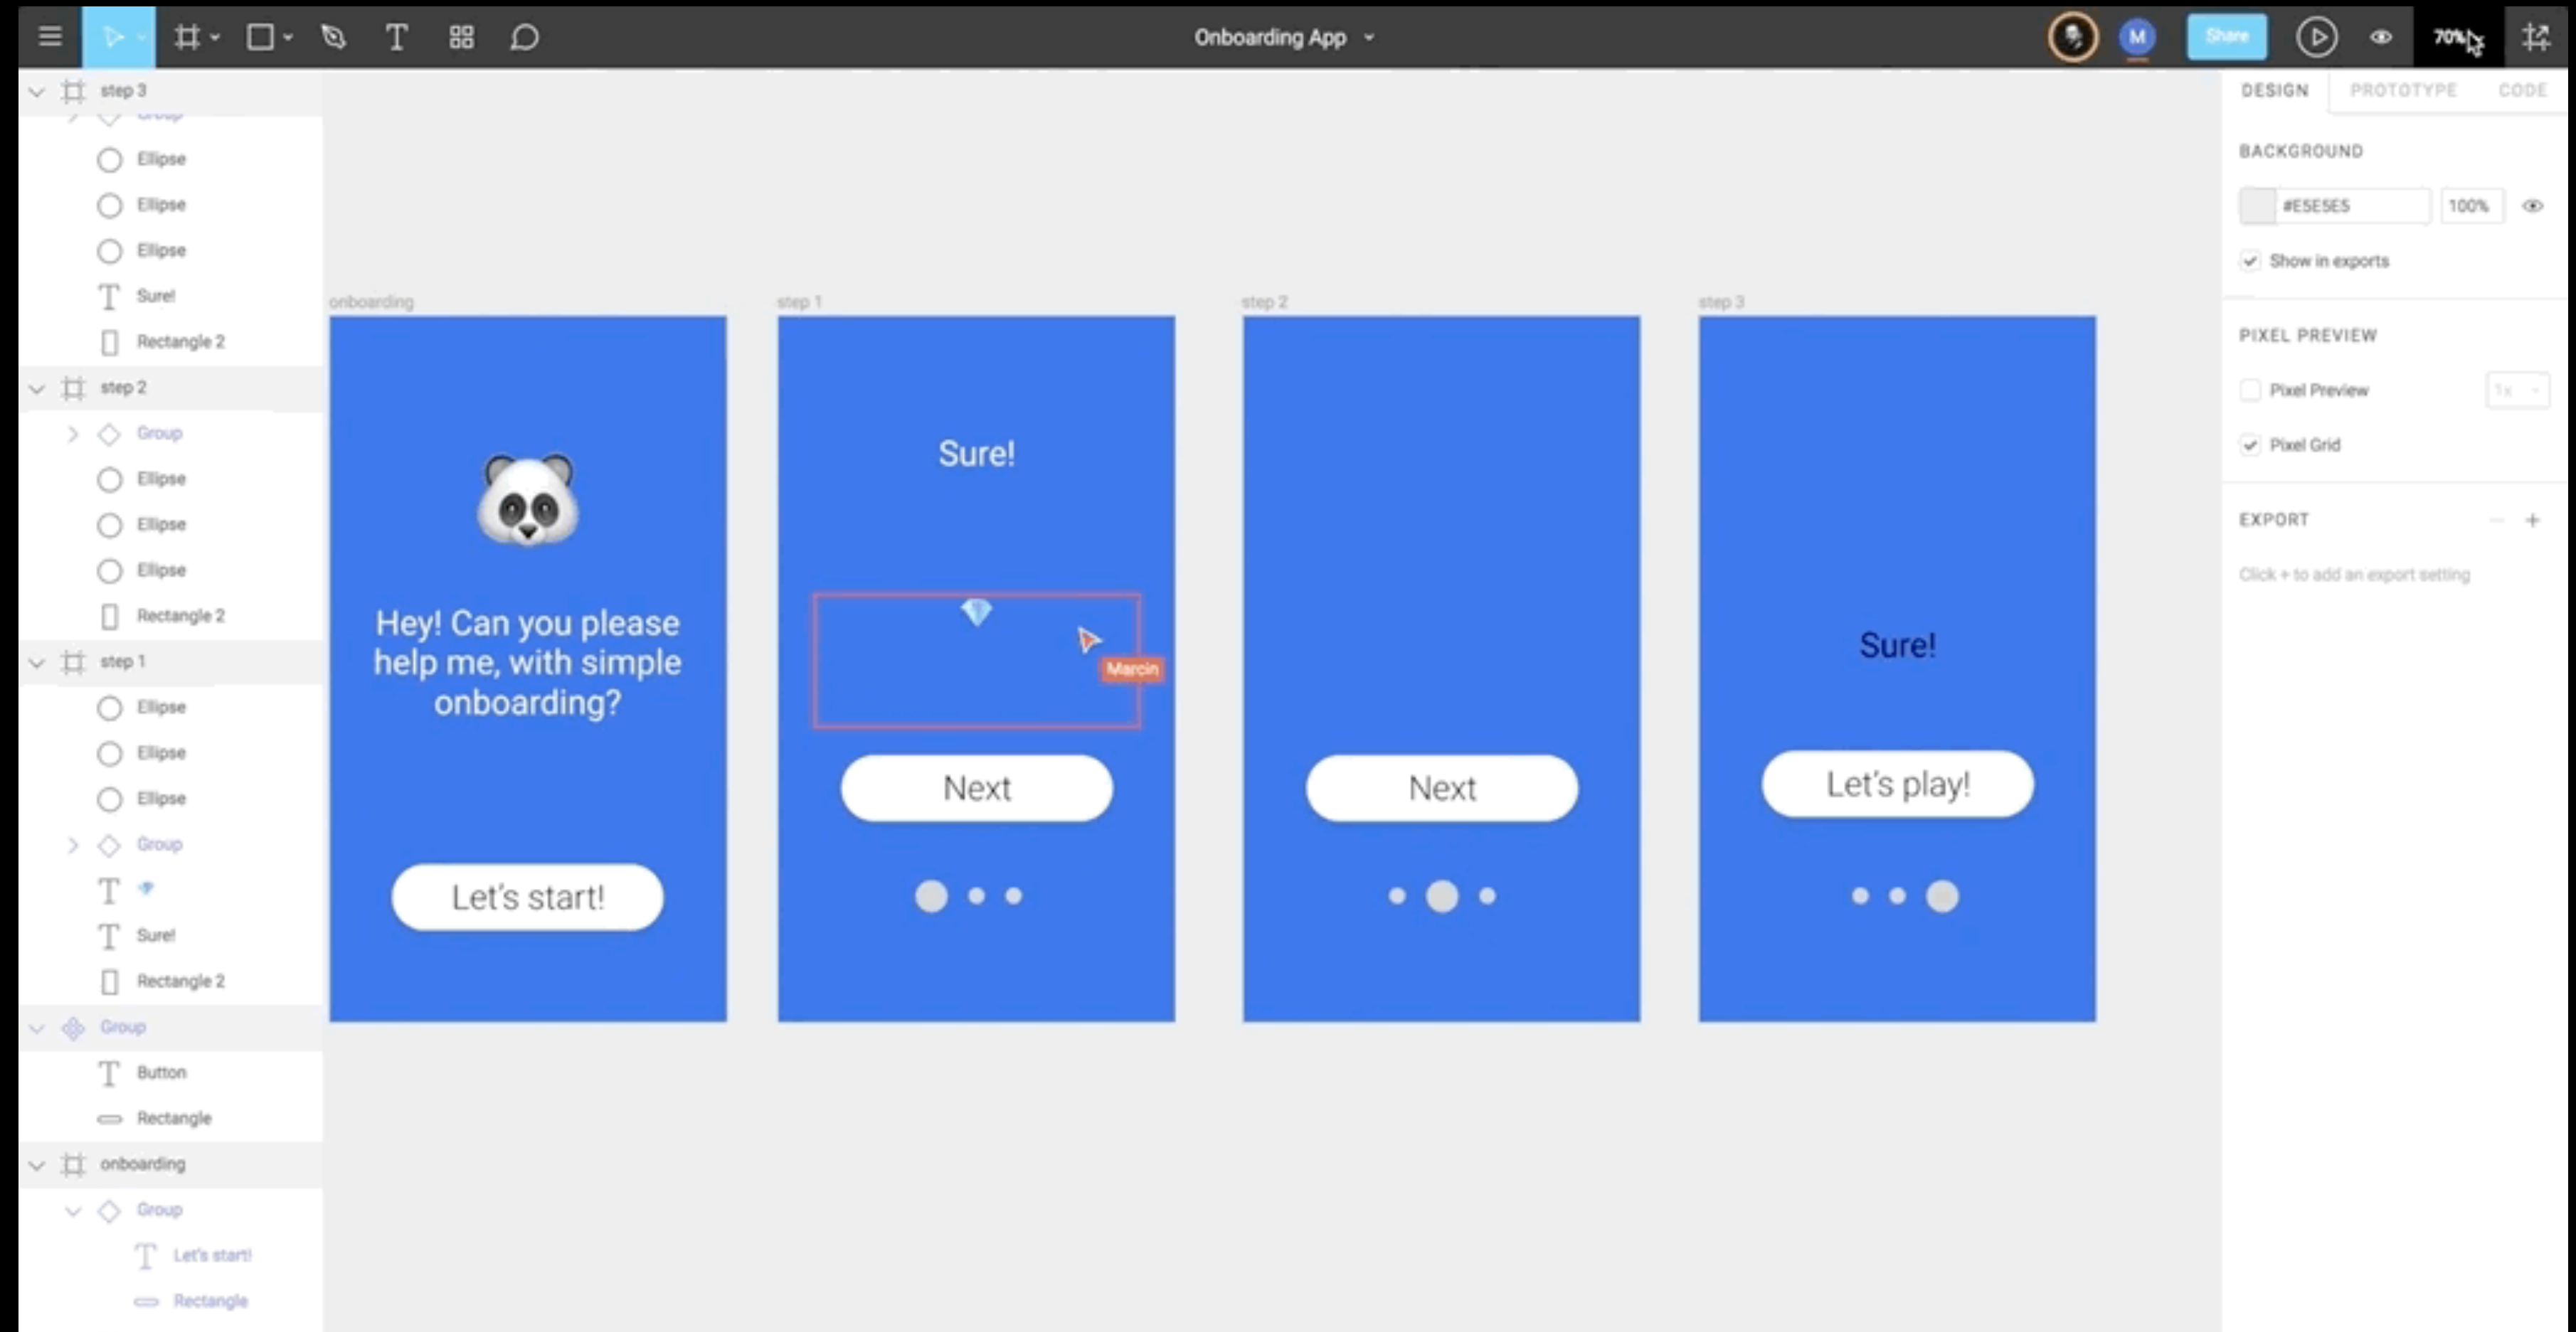 Onboarding App
M
Share
70%
step 3
Group
Ellipse
Ellipse
Ellipse
Sure!
Rectangle 2
step 2
Group
Ellipse
Ellipse
Ellipse
Rectangle 2
step 1
Ellipse
Ellipse
Ellipse
Group
💎
Sure!
Rectangle 2
Group
Button
Rectangle
onboarding
Group
Let's start!
Rectangle
onboarding
Hey! Can you please
help me, with simple
onboarding?
Let's start!
step 1
Sure!
💎
Marcin
Next
step 2
Next
step 3
Sure!
Let's play!
DESIGN PROTOTYPE CODE
BACKGROUND
#E5E5E5 100%
Show in exports
PIXEL PREVIEW
Pixel Preview 1x
Pixel Grid
EXPORT
Click + to add an export setting